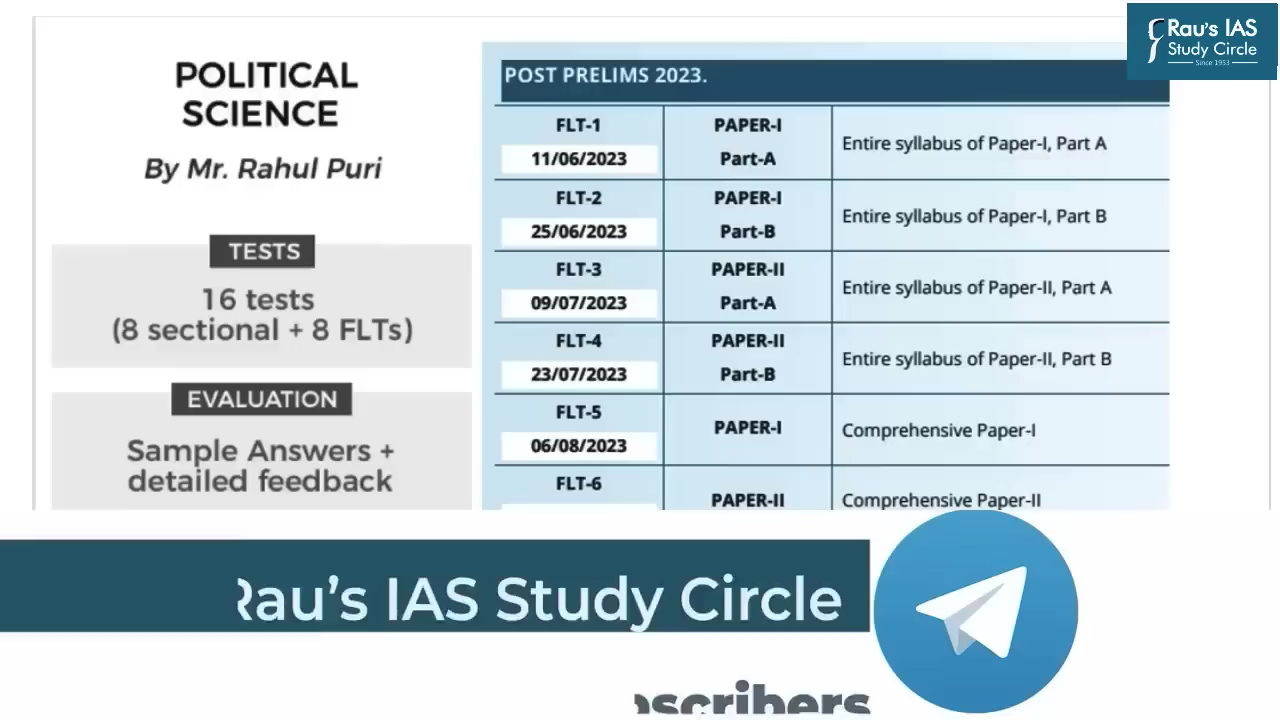 Rau's IAS
Study Circle
Since 1953
POLITICAL
SCIENCE
By Mr. Rahul Puri
TESTS
16 tests
(8 sectional + 8 FLTs)
EVALUATION
Sample Answers +
detailed feedback
POST PRELIMS 2023.
FLT-1
11/06/2023
PAPER-I
Part-A
Entire syllabus of Paper-I, Part A
FLT-2
25/06/2023
PAPER-I
Part-B
Entire syllabus of Paper-I, Part B
FLT-3
09/07/2023
PAPER-II
Part-A
Entire syllabus of Paper-II, Part A
FLT-4
23/07/2023
PAPER-II
Part-B
Entire syllabus of Paper-II, Part B
FLT-5
06/08/2023
PAPER-I
Comprehensive Paper-I
FLT-6
PAPER-II
Comprehensive Paper-II
Rau's IAS Study Circle